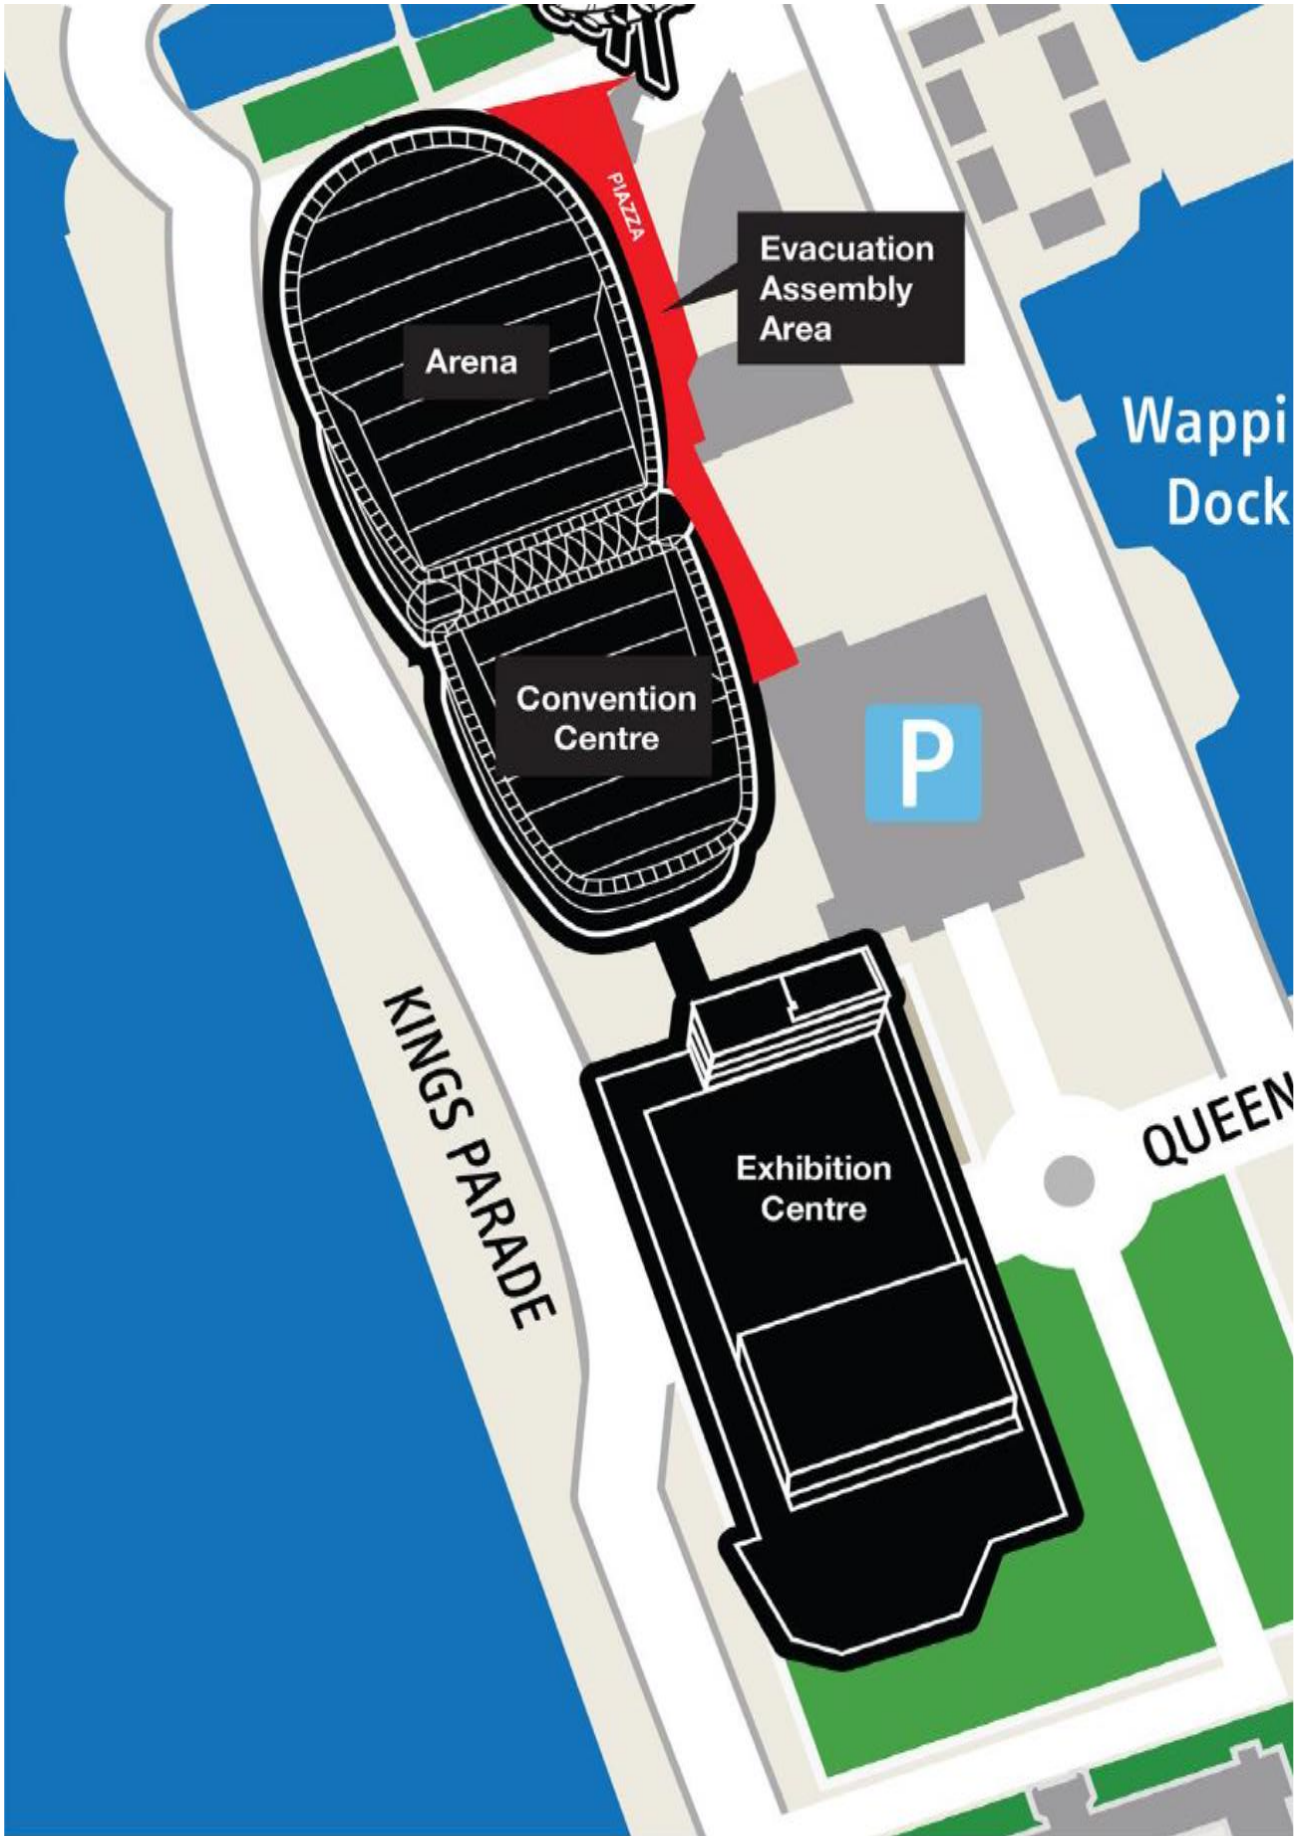 PIAZZA
Evacuation
Assembly
Area
Arena
Wappi
Dock
Convention
Centre
P
KINGS PARADE
QUEEN
Exhibition
Centre